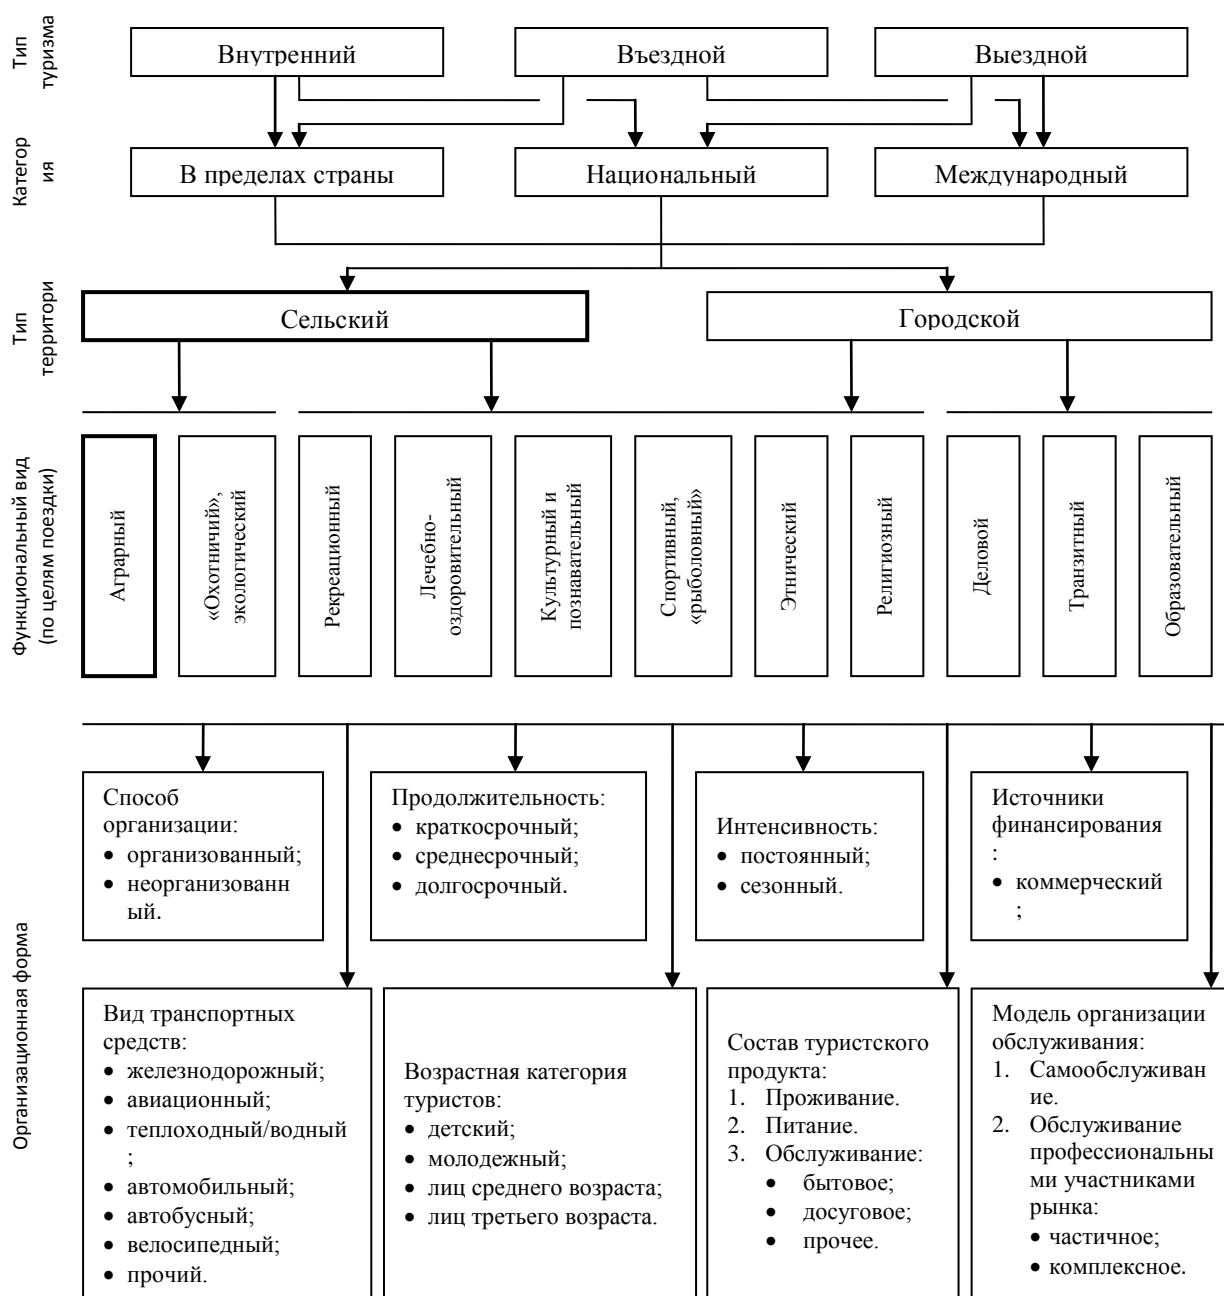 Тип
туризма
Внутренний
Въездной
Выездной
Категор
ия
В пределах страны
Национальный
Международный
Тип
территори
Сельский
Городской
Функциональный вид
(по целям поездки)
Аграрный
«Охотничий»,
экологический
Рекреационный
Лечебно-
оздоровительный
Культурный и
познавательный
Спортивный,
«рыболовный»
Этнический
Религиозный
Деловой
Транзитный
Образовательный
Организационная форма
Способ
организации:
• организованный;
• неорганизованн
ый.
Продолжительность:
• краткосрочный;
• среднесрочный;
• долгосрочный.
Интенсивность:
• постоянный;
• сезонный.
Источники
финансирования
:
• коммерческий
;
Вид транспортных
средств:
• железнодорожный;
• авиационный;
• теплоходный/водный
;
• автомобильный;
• автобусный;
• велосипедный;
• прочий.
Возрастная категория
туристов:
• детский;
• молодежный;
• лиц среднего возраста;
• лиц третьего возраста.
Состав туристского
продукта:
1. Проживание.
2. Питание.
3. Обслуживание:
• бытовое;
• досуговое;
• прочее.
Модель организации
обслуживания:
1. Самообслуживан
ие.
2. Обслуживание
профессиональны
ми участниками
рынка:
• частичное;
• комплексное.